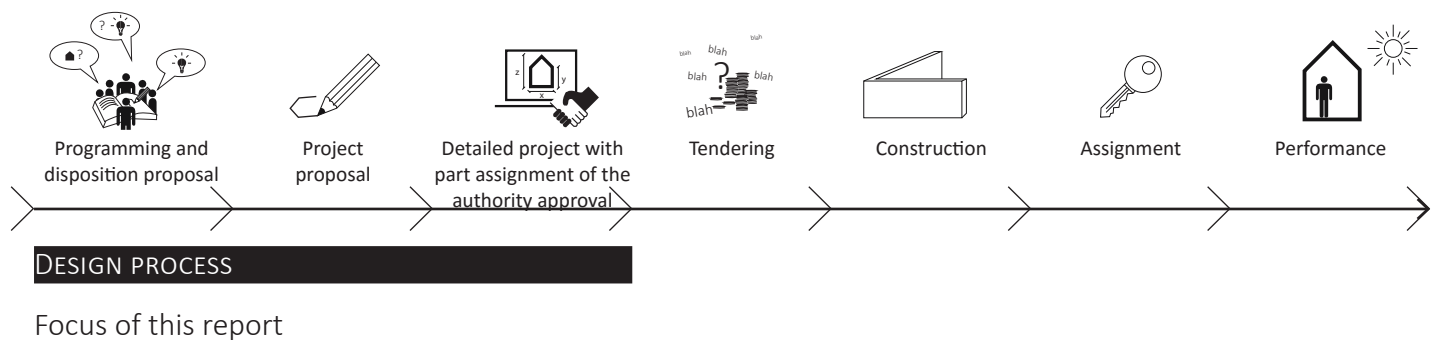 ?
?
z
y
x
blah
blah
blah
blah
?
blah
blah
Programming and
disposition proposal
Project
proposal
Detailed project with
part assignment of the
authority approval
Tendering
Construction
Assignment
Performance
DESIGN PROCESS
Focus of this report